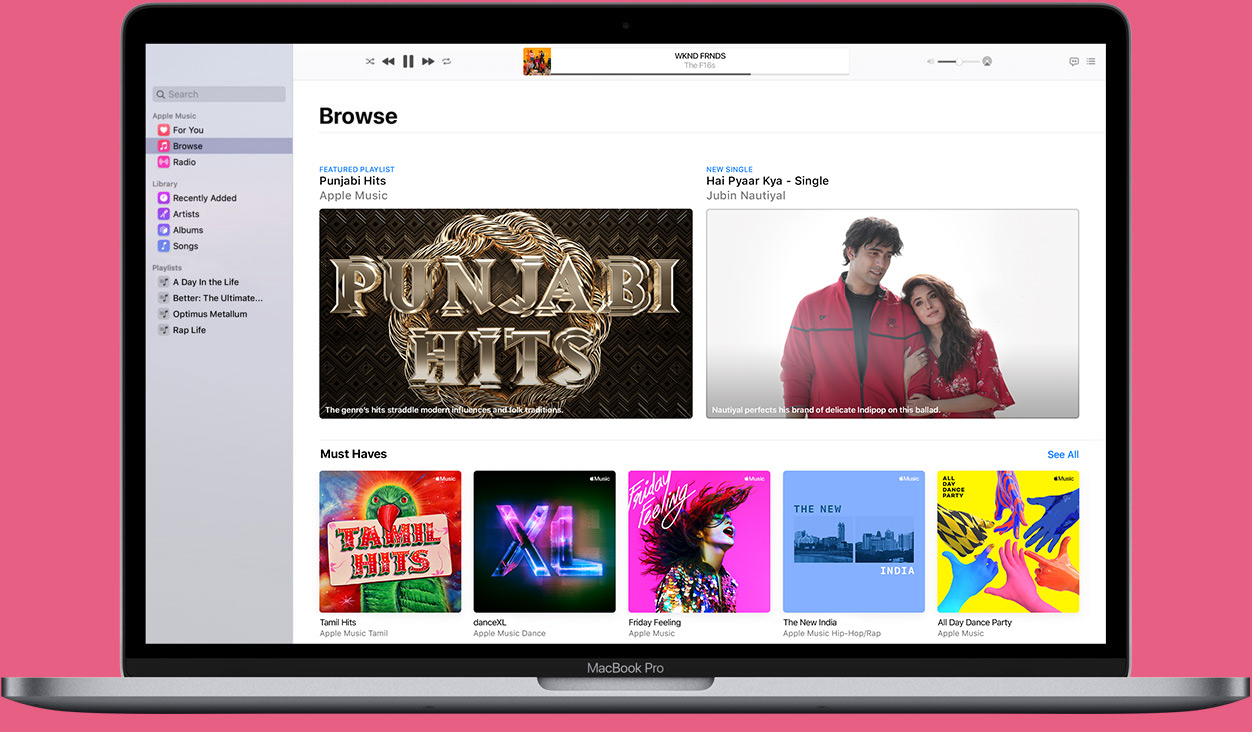 WKND FRNDS
The F16s
Search
Apple Music
For You
Browse
Radio
Library
Recently Added
Artists
Albums
Songs
Playlists
A Day In the Life
Better: The Ultimate...
Optimus Metallum
Rap Life
Browse
FEATURED PLAYLIST
Punjabi Hits
Apple Music
PUNJABI
HITS
The genre's hits straddle modern influences and folk traditions.
NEW SINGLE
Hai Pyaar Kya - Single
Jubin Nautiyal
Nautiyal perfects his brand of delicate Indipop on this ballad.
Must Haves
See All
Music
TAMIL
HITS
Tamil Hits
Apple Music Tamil
Music
XL
danceXL
Apple Music Dance
Music
Friday
Feeling
Friday Feeling
Apple Music
Music
THE NEW
INDIA
The New India
Apple Music Hip-Hop/Rap
Music
ALL
DAY
DANCE
PARTY
All Day Dance Party
Apple Music
MacBook Pro